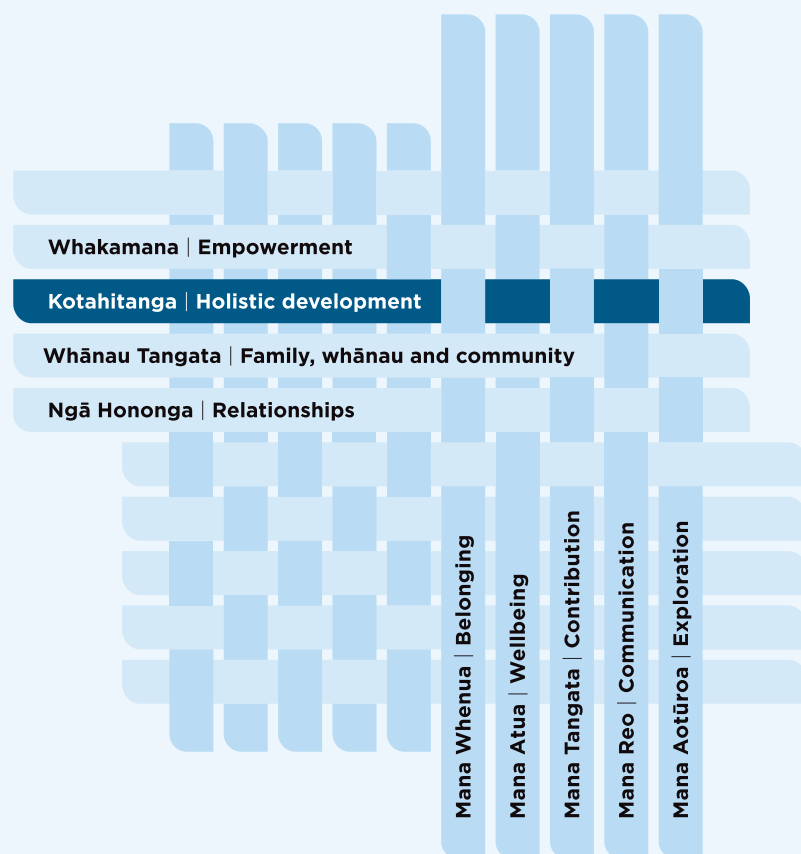 Whakamana | Empowerment
Kotahitanga | Holistic development
Whānau Tangata | Family, whānau and community
Ngā Hononga | Relationships
Mana Whenua | Belonging
Mana Atua | Wellbeing
Mana Tangata | Contribution
Mana Reo | Communication
Mana Aotūroa | Exploration